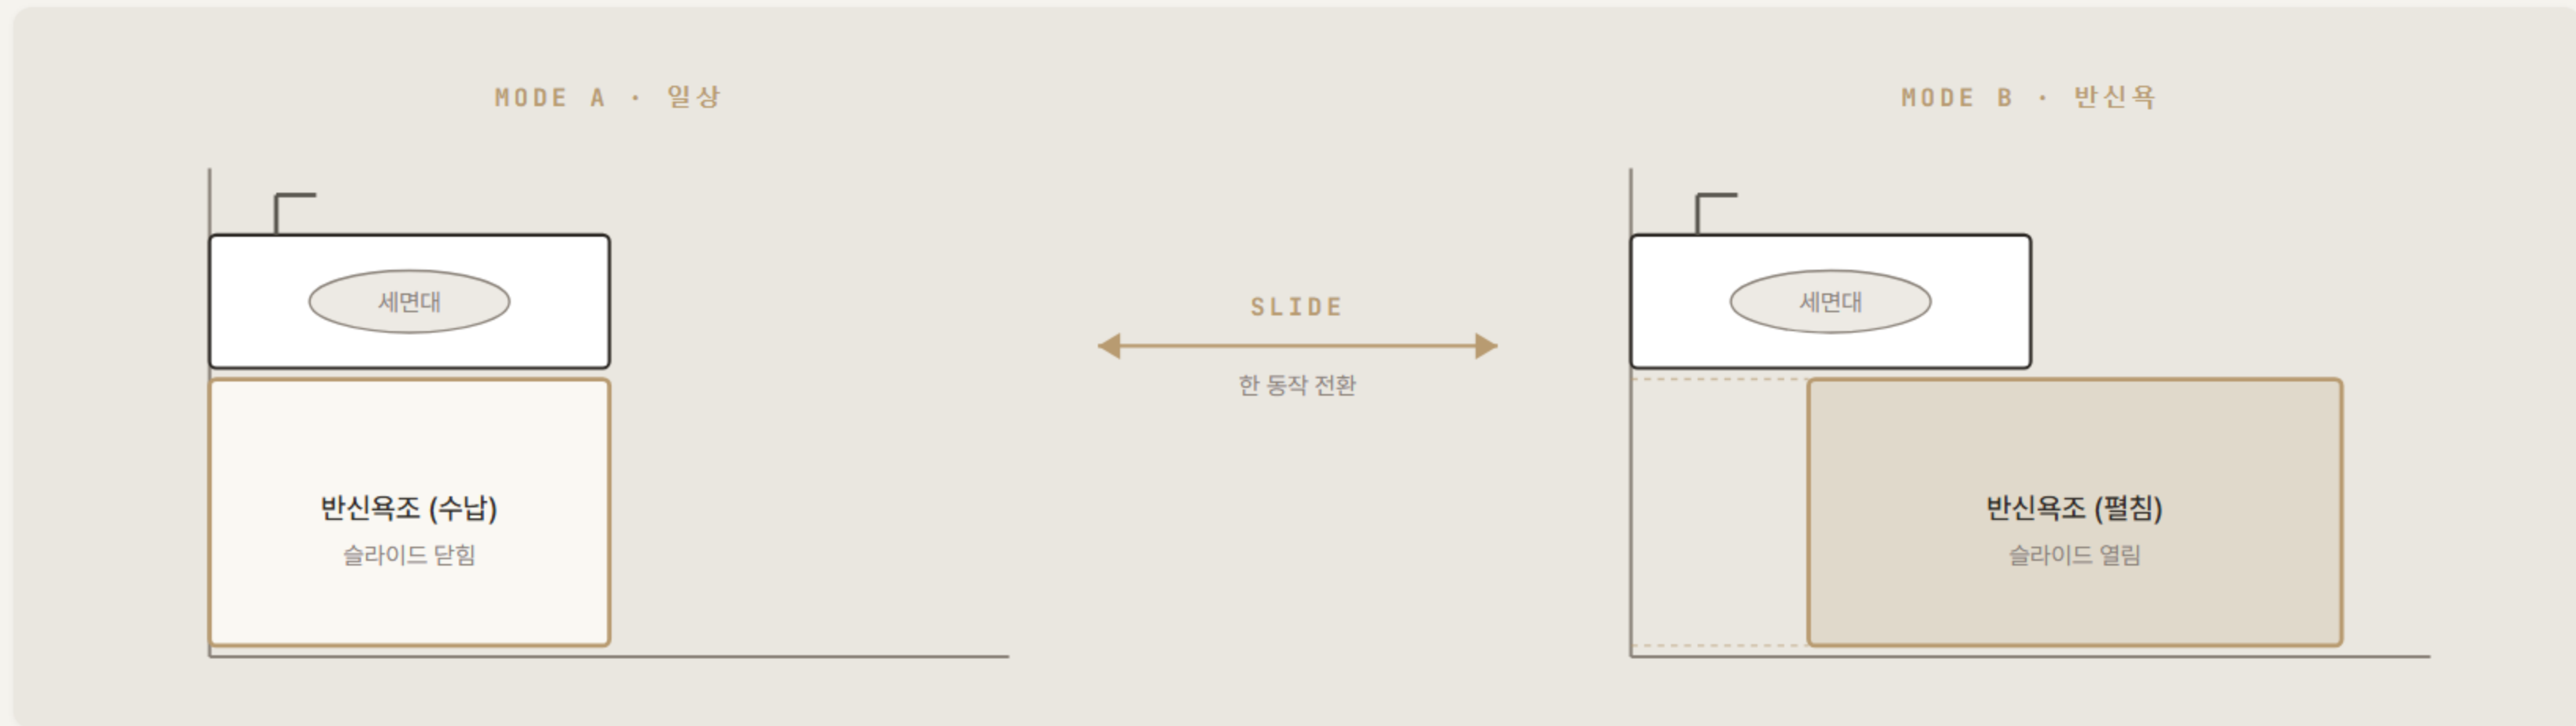 MODE A · 일상
세면대
반신욕조 (수납)
슬라이드 닫힘
SLIDE
한 동작 전환
MODE B · 반신욕
세면대
반신욕조 (펼침)
슬라이드 열림